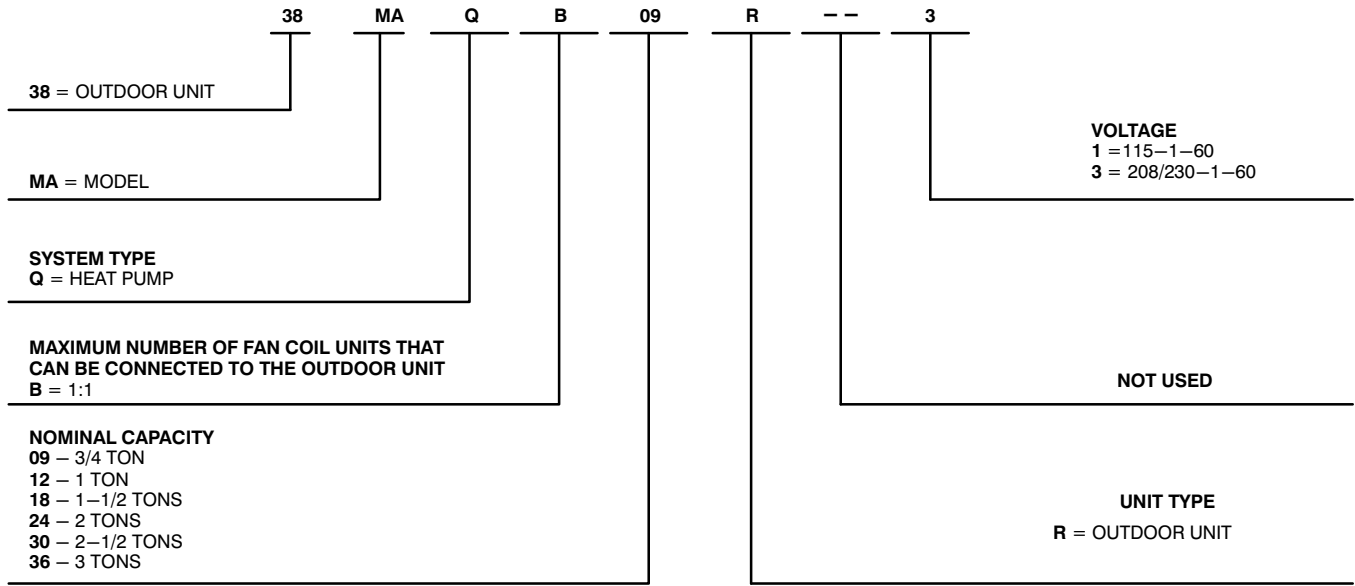 38 MA Q B 09 R – – 3
38 = OUTDOOR UNIT
MA = MODEL
SYSTEM TYPE
Q = HEAT PUMP
MAXIMUM NUMBER OF FAN COIL UNITS THAT
CAN BE CONNECTED TO THE OUTDOOR UNIT
B = 1:1
NOMINAL CAPACITY
09 – 3/4 TON
12 – 1 TON
18 – 1–1/2 TONS
24 – 2 TONS
30 – 2–1/2 TONS
36 – 3 TONS
VOLTAGE
1 =115–1–60
3 = 208/230–1–60
NOT USED
UNIT TYPE
R = OUTDOOR UNIT